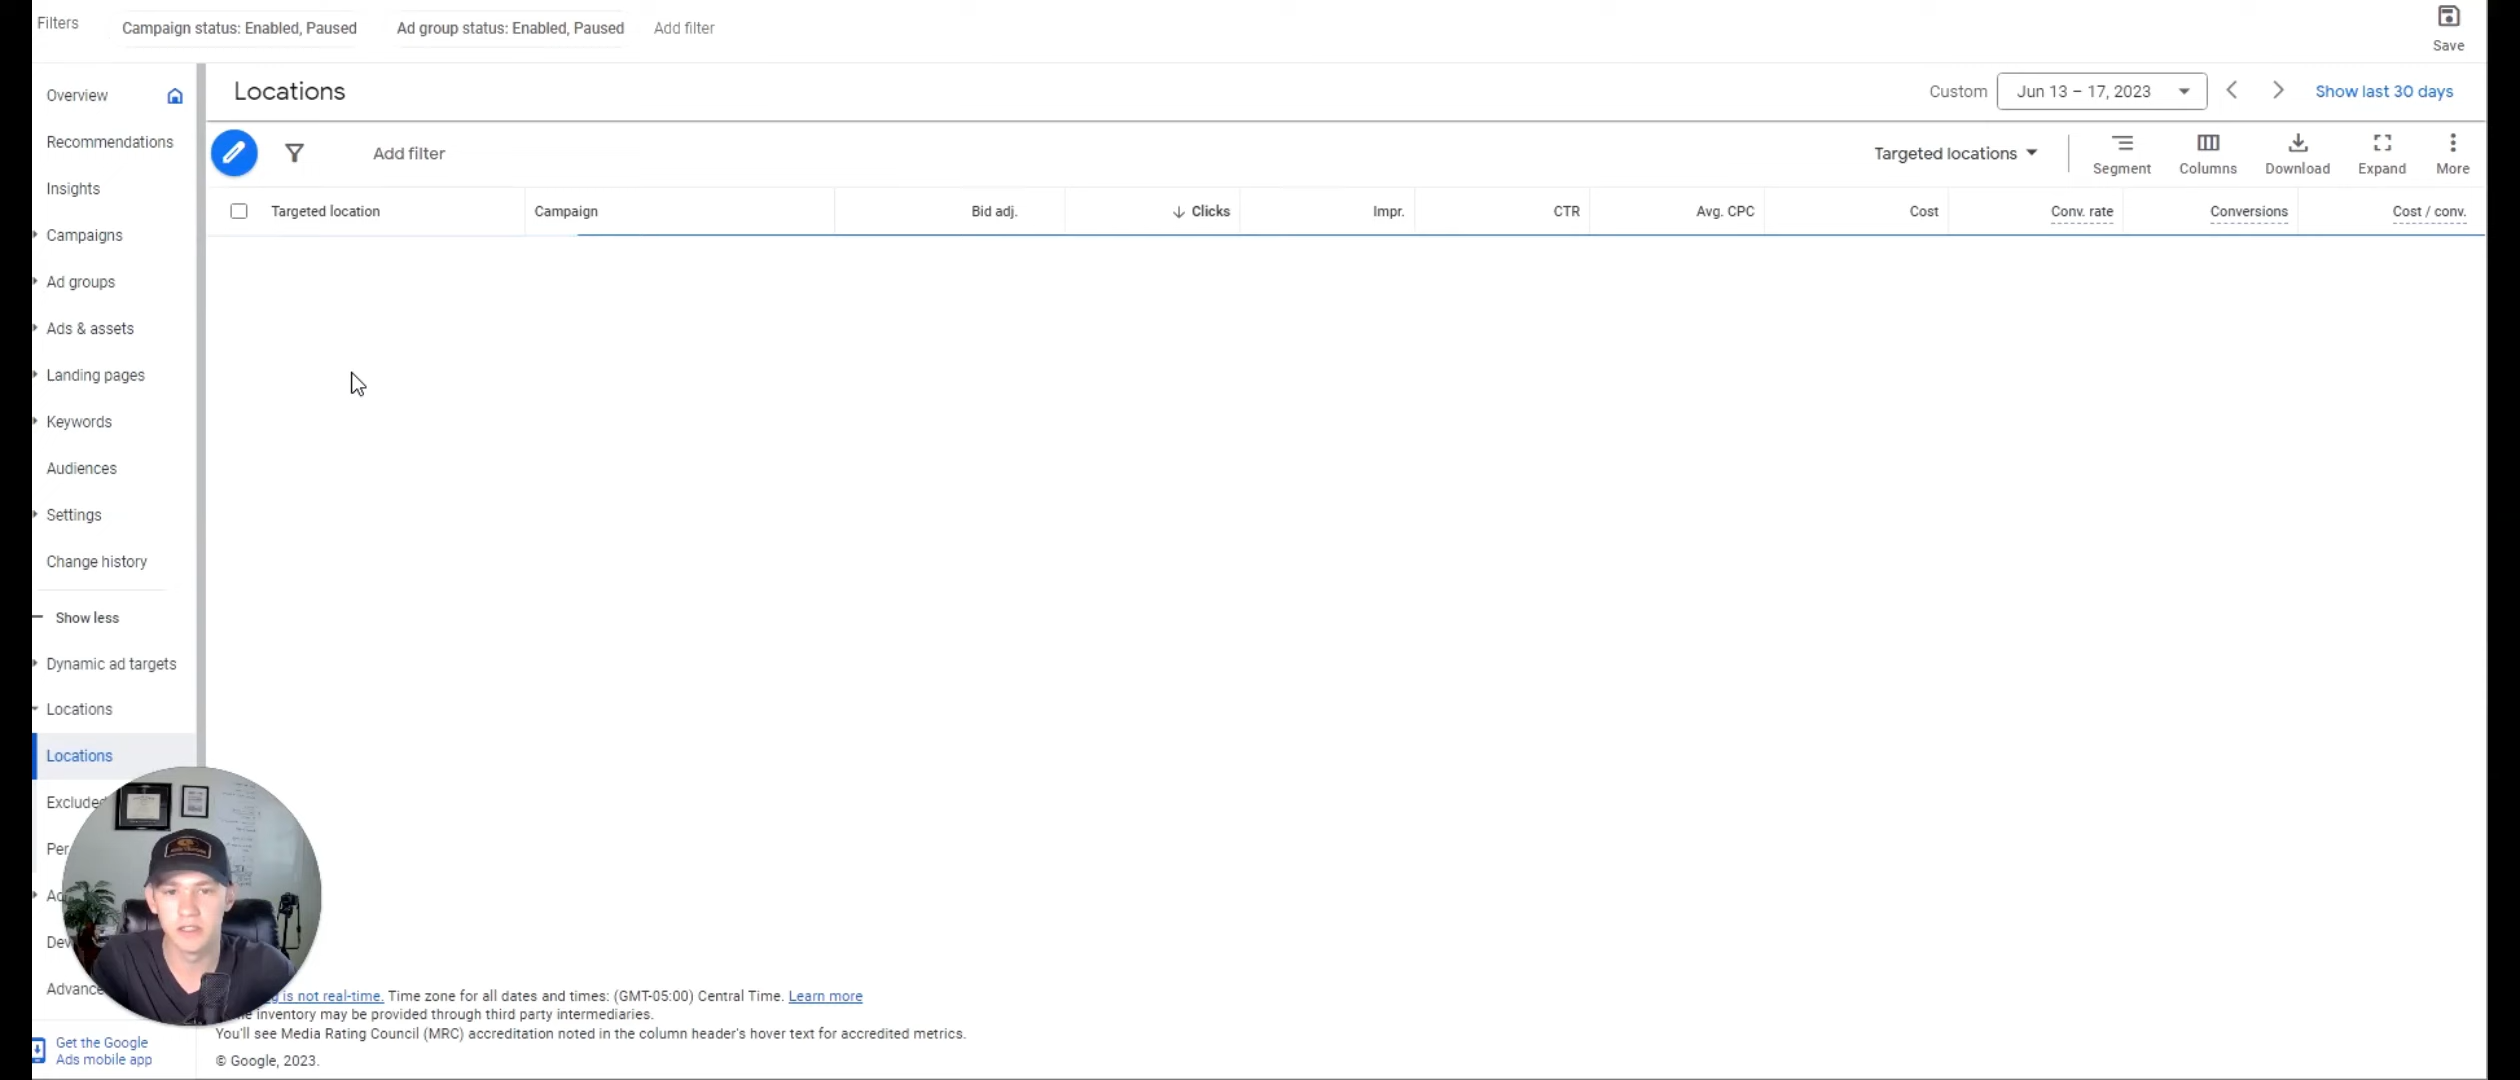 Filters
Campaign status: Enabled, Paused
Ad group status: Enabled, Paused
Add filter
Save
Overview
Recommendations
Insights
Campaigns
Ad groups
Ads & assets
Landing pages
Keywords
Audiences
Settings
Change history
Show less
Dynamic ad targets
Locations
Locations
Get the Google
Ads mobile app
Locations
Custom
Jun 13 – 17, 2023
Show last 30 days
Add filter
Targeted locations
Segment
Columns
Download
Expand
More
Targeted location
Campaign
Bid adj.
Clicks
Impr.
CTR
Avg. CPC
Cost
Conv. rate
Conversions
Cost / conv.
is not real-time. Time zone for all dates and times: (GMT-05:00) Central Time. Learn more
inventory may be provided through third party intermediaries.
You'll see Media Rating Council (MRC) accreditation noted in the column header's hover text for accredited metrics.
© Google, 2023.